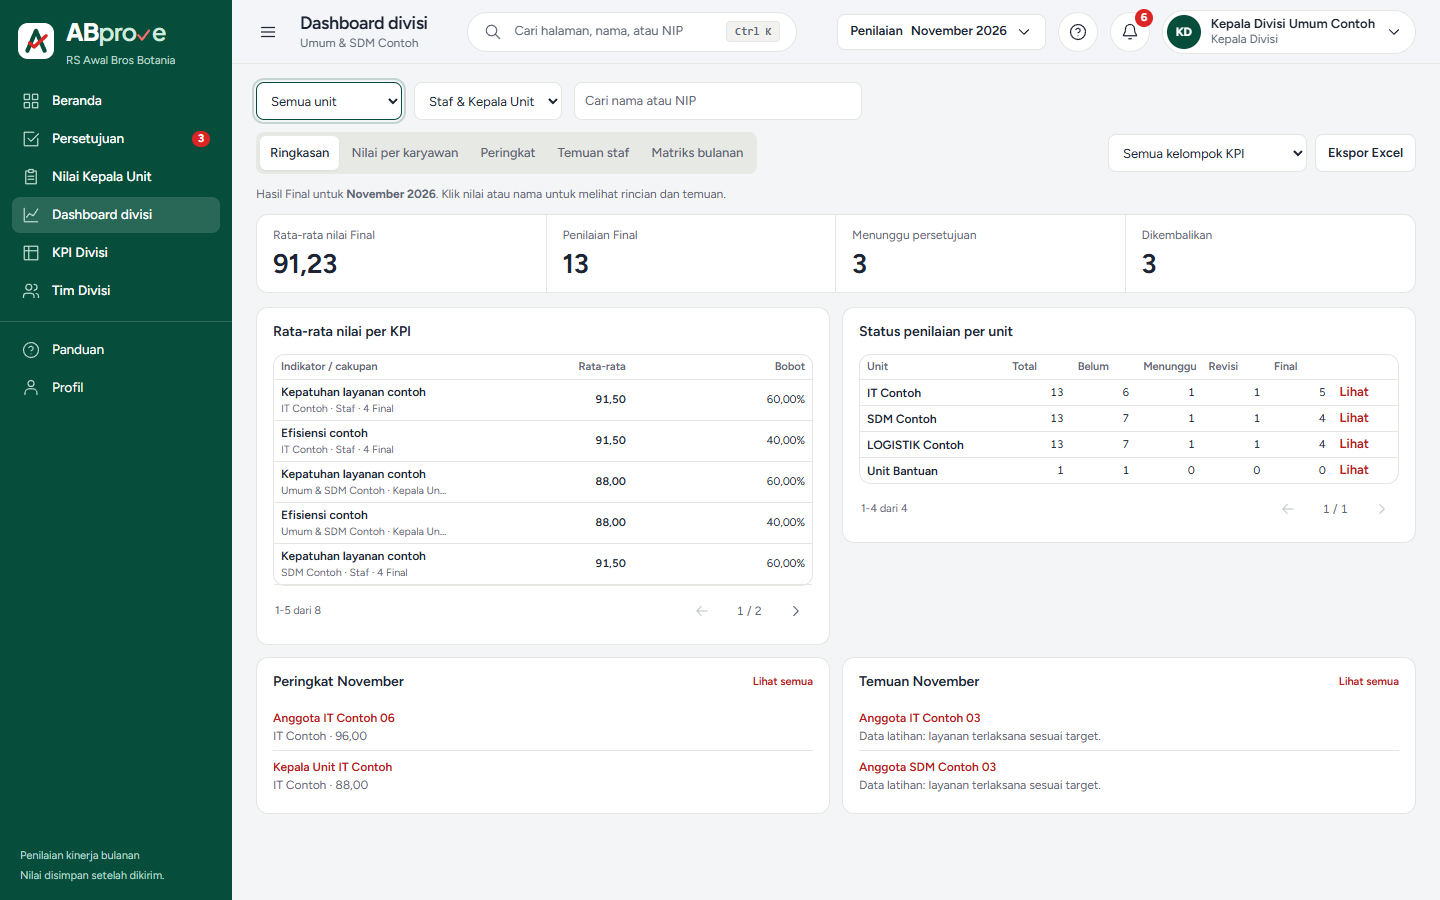 ABprove
RS Awal Bros Botania
Beranda
Persetujuan 3
Nilai Kepala Unit
Dashboard divisi
KPI Divisi
Tim Divisi
Panduan
Profil
Penilaian kinerja bulanan
Nilai disimpan setelah dikirim.
Dashboard divisi
Umum & SDM Contoh
Cari halaman, nama, atau NIP Ctrl K
Penilaian November 2026
6
KD
Kepala Divisi Umum Contoh
Kepala Divisi
Semua unit Staf & Kepala Unit Cari nama atau NIP
Ringkasan Nilai per karyawan Peringkat Temuan staf Matriks bulanan Semua kelompok KPI Ekspor Excel
Hasil Final untuk November 2026. Klik nilai atau nama untuk melihat rincian dan temuan.
Rata-rata nilai Final Penilaian Final Menunggu persetujuan Dikembalikan
91,23 13 3 3
Rata-rata nilai per KPI
Indikator / cakupan Rata-rata Bobot
Kepatuhan layanan contoh 91,50 60,00%
IT Contoh · Staf · 4 Final
Efisiensi contoh 91,50 40,00%
IT Contoh · Staf · 4 Final
Kepatuhan layanan contoh 88,00 60,00%
Umum & SDM Contoh · Kepala Un...
Efisiensi contoh 88,00 40,00%
Umum & SDM Contoh · Kepala Un...
Kepatuhan layanan contoh 91,50 60,00%
SDM Contoh · Staf · 4 Final
1-5 dari 8 1 / 2
Status penilaian per unit
Unit Total Belum Menunggu Revisi Final
IT Contoh 13 6 1 1 5 Lihat
SDM Contoh 13 7 1 1 4 Lihat
LOGISTIK Contoh 13 7 1 1 4 Lihat
Unit Bantuan 1 1 0 0 0 Lihat
1-4 dari 4 1 / 1
Peringkat November Lihat semua
Anggota IT Contoh 06
IT Contoh · 96,00
Kepala Unit IT Contoh
IT Contoh · 88,00
Temuan November Lihat semua
Anggota IT Contoh 03
Data latihan: layanan terlaksana sesuai target.
Anggota SDM Contoh 03
Data latihan: layanan terlaksana sesuai target.